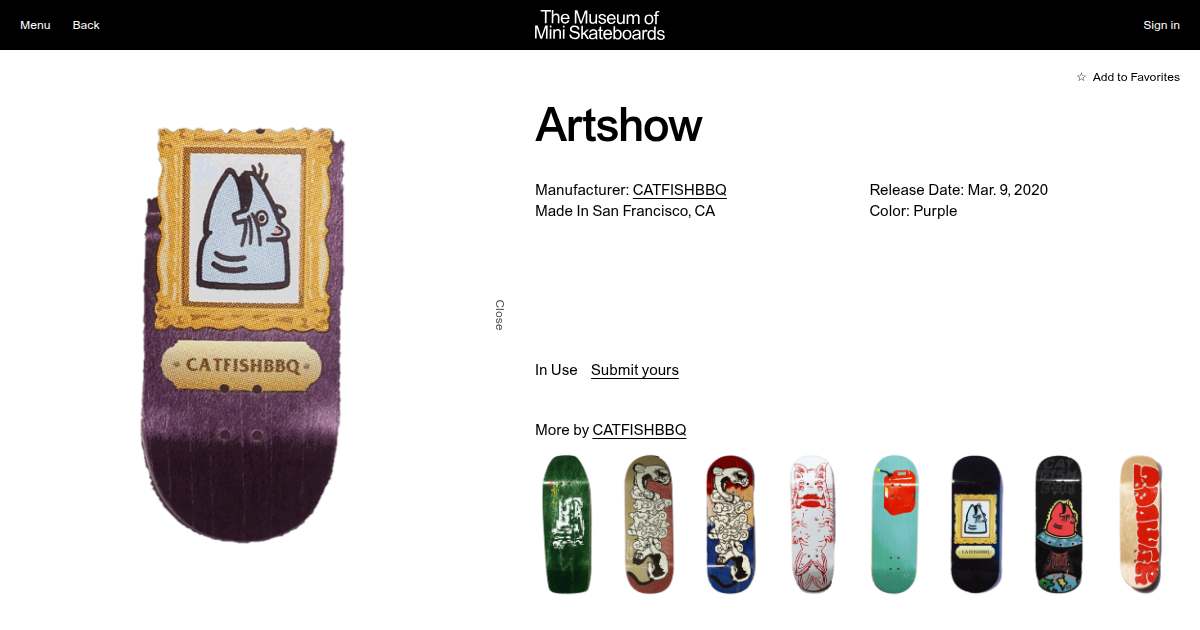 Menu
Back
The Museum of
Mini Skateboards
Sign in
☆ Add to Favorites
Artshow
Manufacturer: CATFISHBBQ
Made In San Francisco, CA
Release Date: Mar. 9, 2020
Color: Purple
CATFISHBBQ
Close
In Use Submit yours
More by CATFISHBBQ